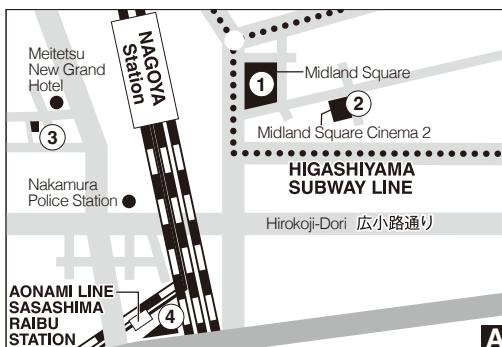 Meitetsu
New Grand
Hotel
3
NAGOYA
Station
1
Midland Square
2
Midland Square Cinema 2
HIGASHIYAMA
SUBWAY LINE
Nakamura
Police Station
Hirokoji-Dori 広小路通り
AONAMI LINE
SASASHIMA
RAIBU
STATION
4
A